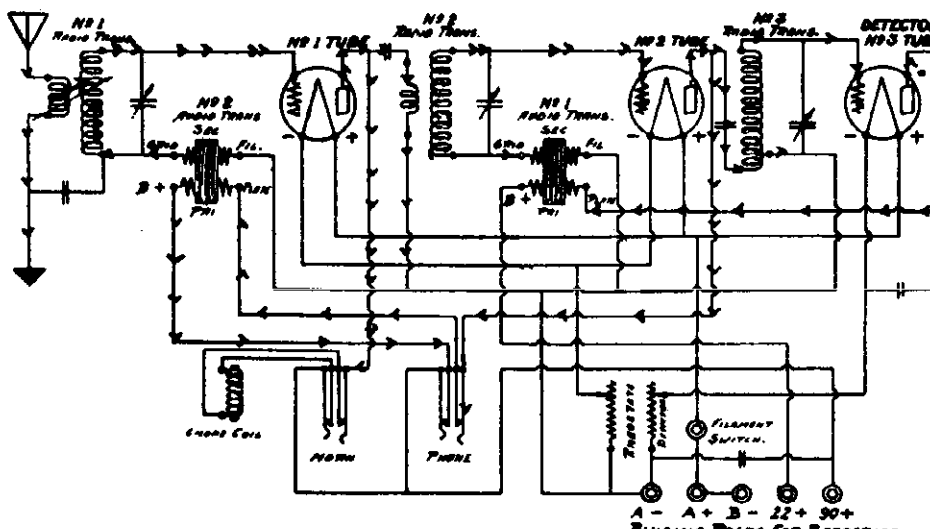 Nº 1
RADIO TRANS.
Nº 1 TUBE
Nº 2
RADIO TRANS.
Nº 2 TUBE
Nº 3
RADIO TRANS.
DETECTOR
Nº 3 TUBE
Nº 2
AUDIO TRANS.
SEC
GRID
FIL.
B +
PRI
- +
Nº 1
AUDIO TRANS.
SEC
GRID
FIL
B +
PRI
- +
- +
CHOKE COIL
HORN
PHONE
RHEOSTATS
FILAMENT
SWITCH.
A - A + B - 22 + 90 +